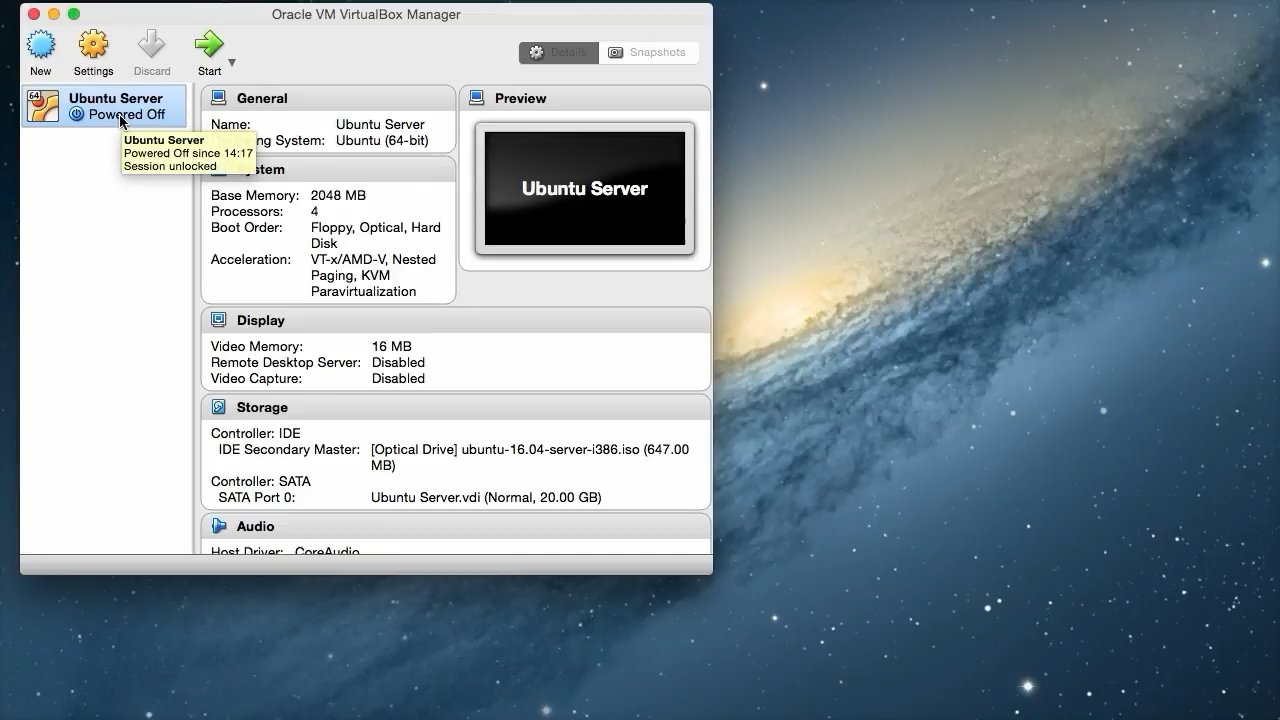 Oracle VM VirtualBox Manager
New
Settings
Discard
Start
Details
Snapshots
64
Ubuntu Server
Powered Off
Ubuntu Server
Powered Off since 14:17
Session unlocked
General
Name: Ubuntu Server
ng System: Ubuntu (64-bit)
stem
Base Memory: 2048 MB
Processors: 4
Boot Order: Floppy, Optical, Hard
Disk
Acceleration: VT-x/AMD-V, Nested
Paging, KVM
Paravirtualization
Preview
Ubuntu Server
Display
Video Memory: 16 MB
Remote Desktop Server: Disabled
Video Capture: Disabled
Storage
Controller: IDE
IDE Secondary Master: [Optical Drive] ubuntu-16.04-server-i386.iso (647.00
MB)
Controller: SATA
SATA Port 0: Ubuntu Server.vdi (Normal, 20.00 GB)
Audio
Host Driver: CoreAudio